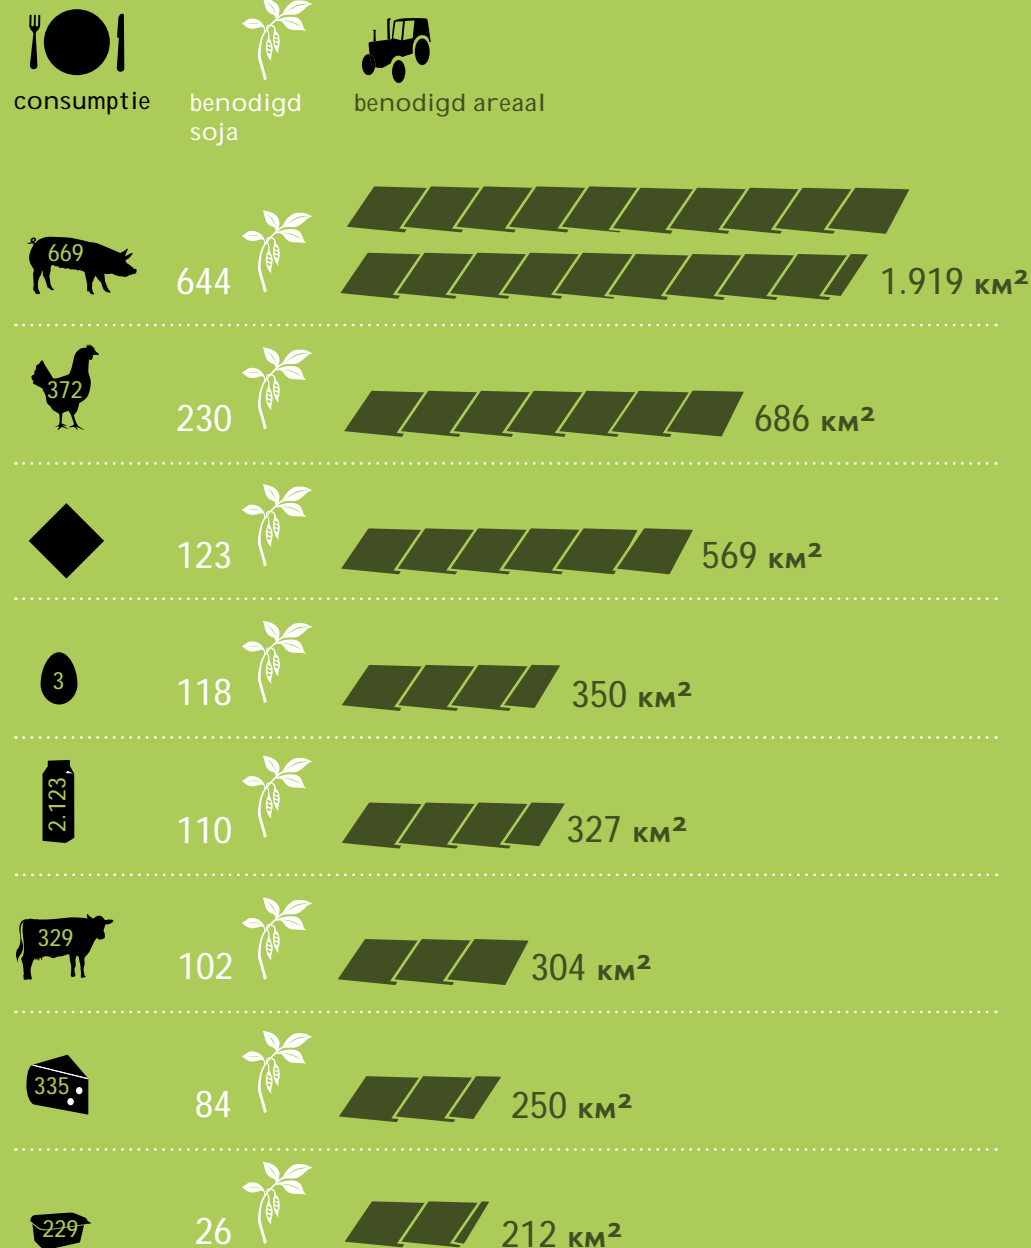 consumptie
benodigd
soja
benodigd areaal
669
644
1.919 км²
372
230
686 км²
123
569 км²
3
118
350 км²
2.123
110
327 км²
329
102
304 км²
335
84
250 км²
229
26
212 км²